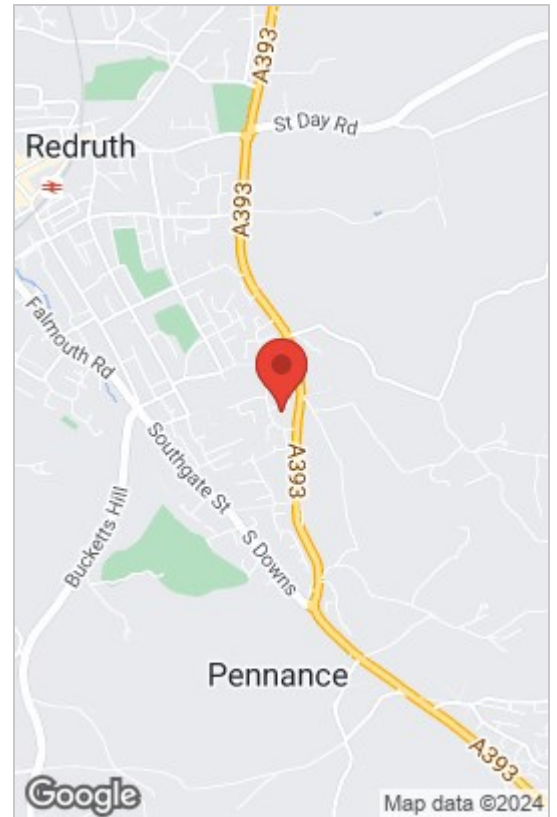 A393
St Day Rd
Redruth
A393
Falmouth Rd
Southgate St
A393
Bucketts Hill
S Downs
Pennance
A393
Google
Map data ©2024